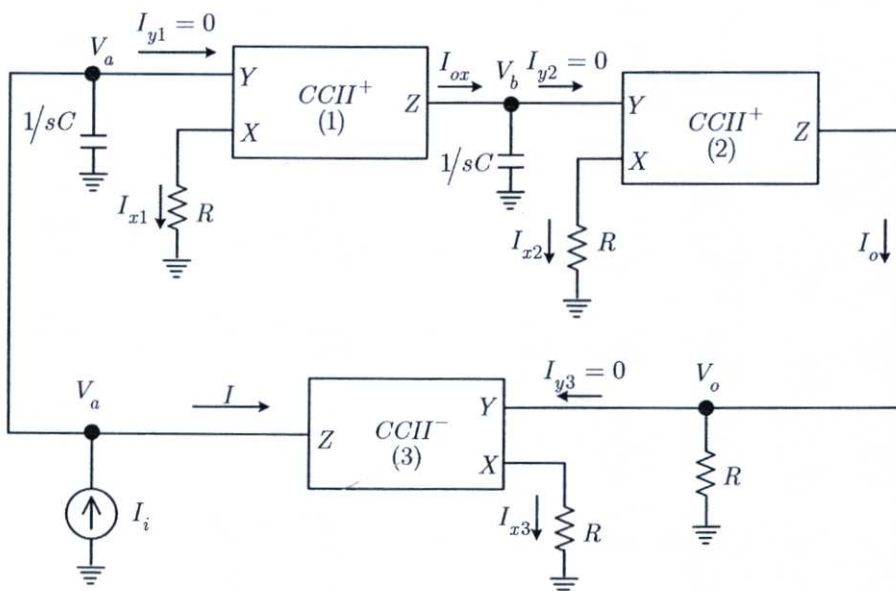 I_{y1} = 0
V_a
Y
CCII^+
(1)
Z
X
1/sC
I_{x1}
R
I_{ox}
V_b
I_{y2} = 0
1/sC
Y
CCII^+
(2)
Z
X
I_{x2}
R
I_o
V_a
I
Z
CCII^-
(3)
Y
X
I_{y3} = 0
V_o
I_i
I_{x3}
R
R